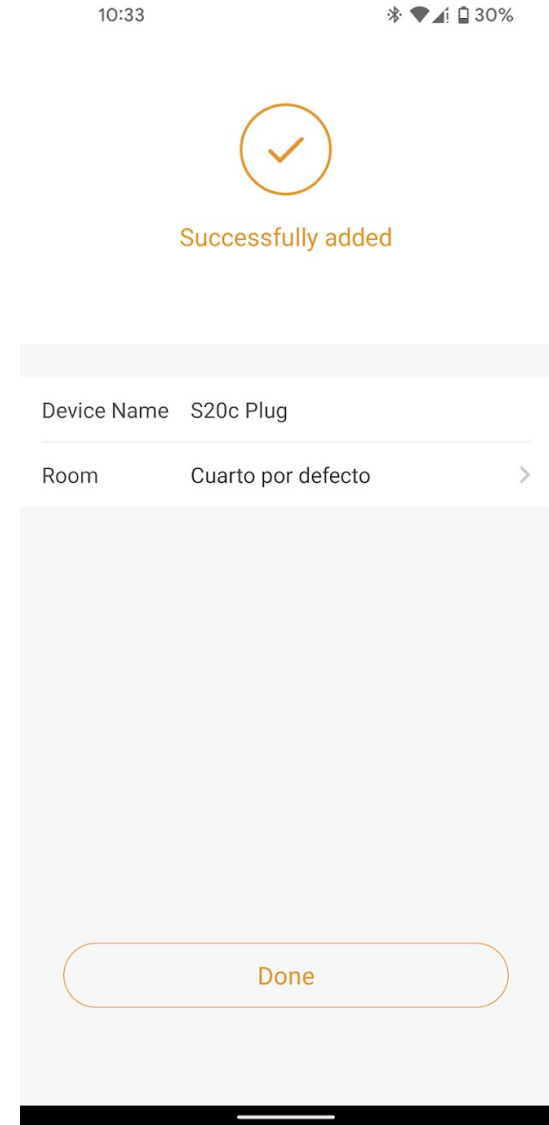 10:33 30%
Successfully added
Device Name S20c Plug
Room Cuarto por defecto
Done